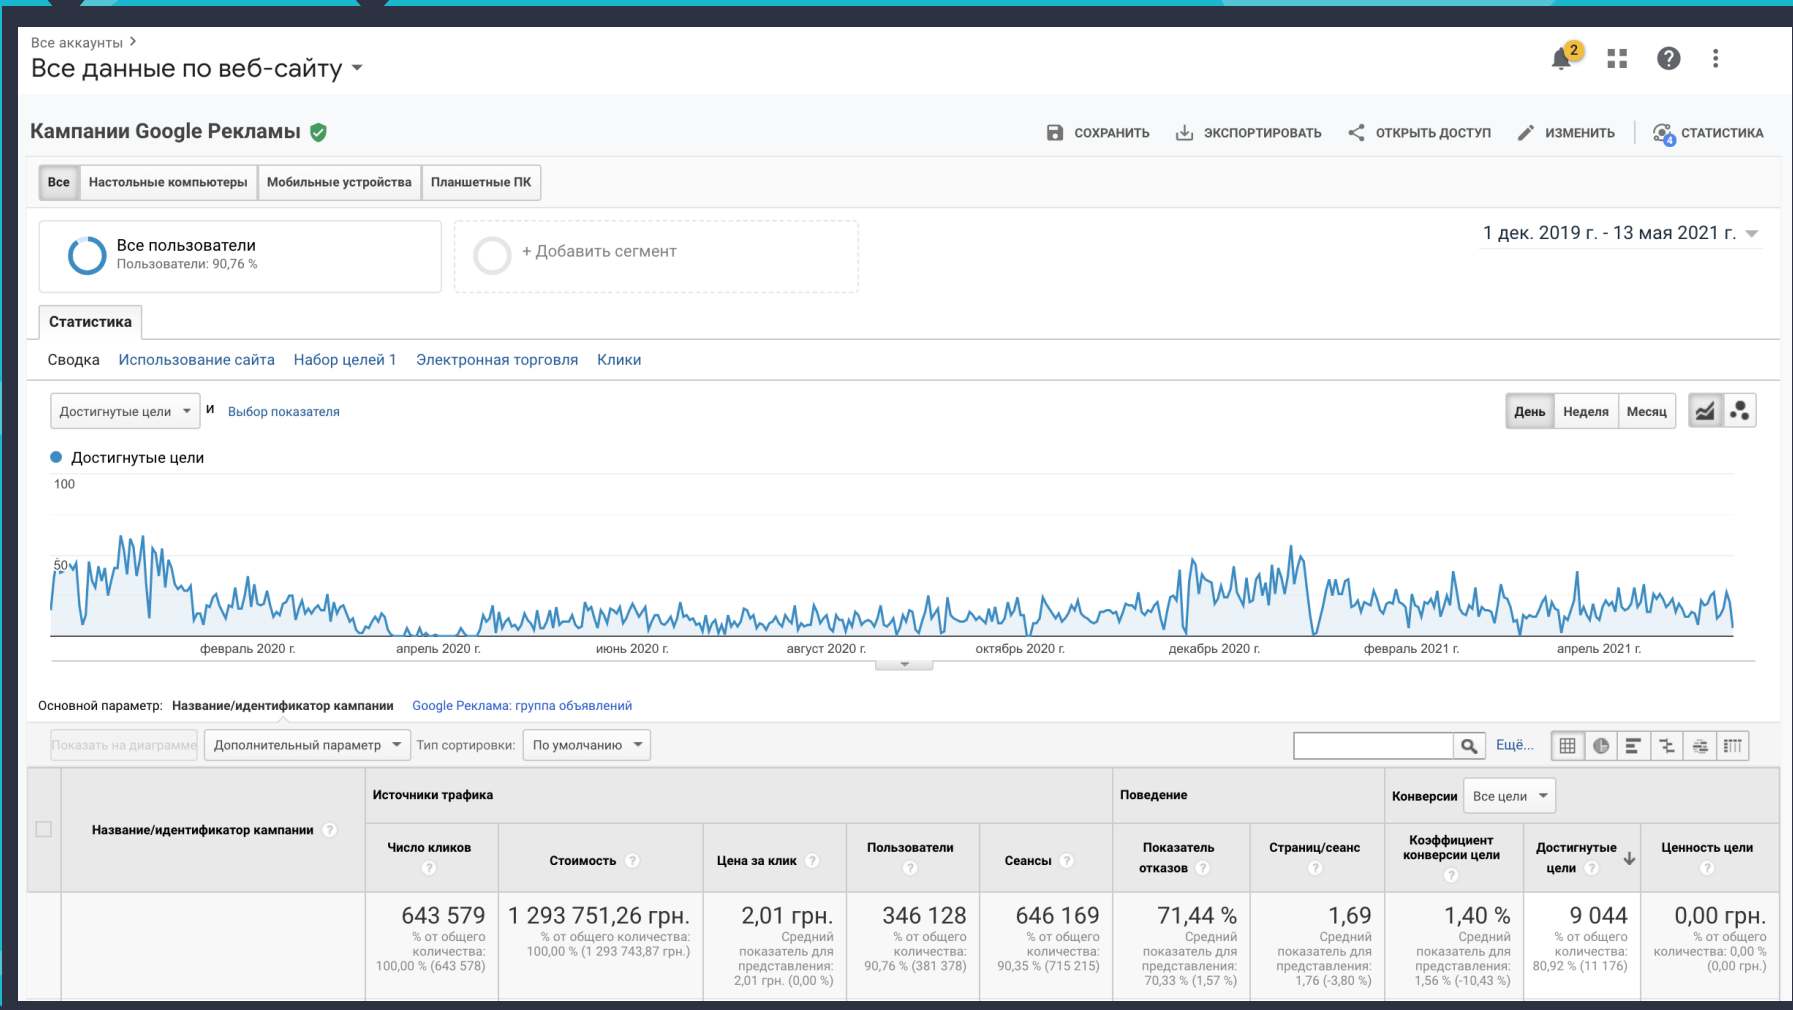 Все аккаунты >
Все данные по веб-сайту
2
Кампании Google Рекламы
СОХРАНИТЬ
ЭКСПОРТИРОВАТЬ
ОТКРЫТЬ ДОСТУП
ИЗМЕНИТЬ
4
СТАТИСТИКА
Все
Настольные компьютеры
Мобильные устройства
Планшетные ПК
Все пользователи
Пользователи: 90,76 %
+ Добавить сегмент
1 дек. 2019 г. - 13 мая 2021 г.
Статистика
Сводка
Использование сайта
Набор целей 1
Электронная торговля
Клики
Достигнутые цели
и
Выбор показателя
День
Неделя
Месяц
Достигнутые цели
100
50
февраль 2020 г.
апрель 2020 г.
июнь 2020 г.
август 2020 г.
октябрь 2020 г.
декабрь 2020 г.
февраль 2021 г.
апрель 2021 г.
Основной параметр: Название/идентификатор кампании
Google Реклама: группа объявлений
Показать на диаграмме
Дополнительный параметр
Тип сортировки:
По умолчанию
Ещё...
Название/идентификатор кампании ?
Источники трафика
Поведение
Конверсии
Все цели
Число кликов
?
Стоимость ?
Цена за клик ?
Пользователи
?
Сеансы ?
Показатель
отказов ?
Страниц/сеанс
?
Коэффициент
конверсии цели
?
Достигнутые
цели ?
Ценность цели
?
643 579
% от общего
количества:
100,00 % (643 578)
1 293 751,26 грн.
% от общего количества:
100,00 % (1 293 743,87 грн.)
2,01 грн.
Средний
показатель для
представления:
2,01 грн. (0,00 %)
346 128
% от общего
количества:
90,76 % (381 378)
646 169
% от общего
количества:
90,35 % (715 215)
71,44 %
Средний
показатель для
представления:
70,33 % (1,57 %)
1,69
Средний
показатель для
представления:
1,76 (-3,80 %)
1,40 %
Средний
показатель для
представления:
1,56 % (-10,43 %)
9 044
% от общего
количества:
80,92 % (11 176)
0,00 грн.
% от общего
количества: 0,00 %
(0,00 грн.)